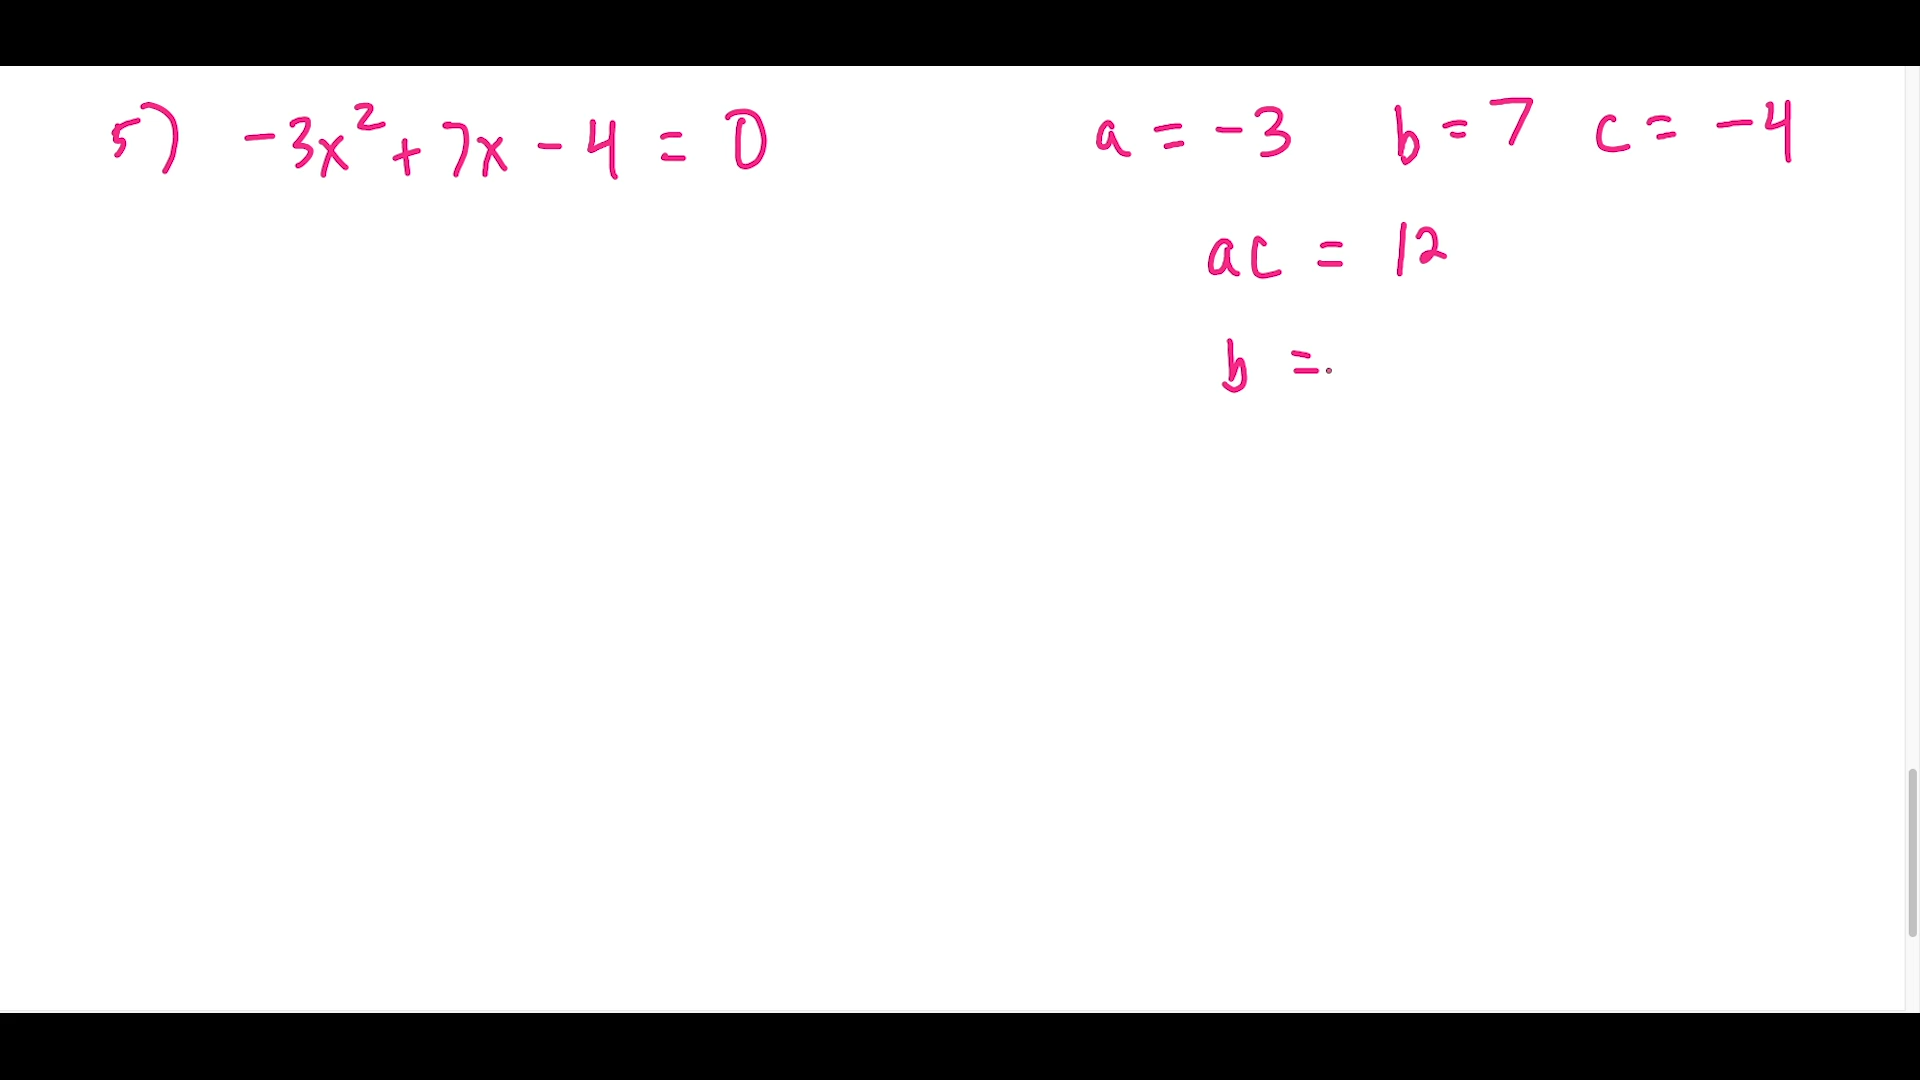 5) -3x² + 7x - 4 = 0
a = -3 b = 7 c = -4
ac = 12
b =